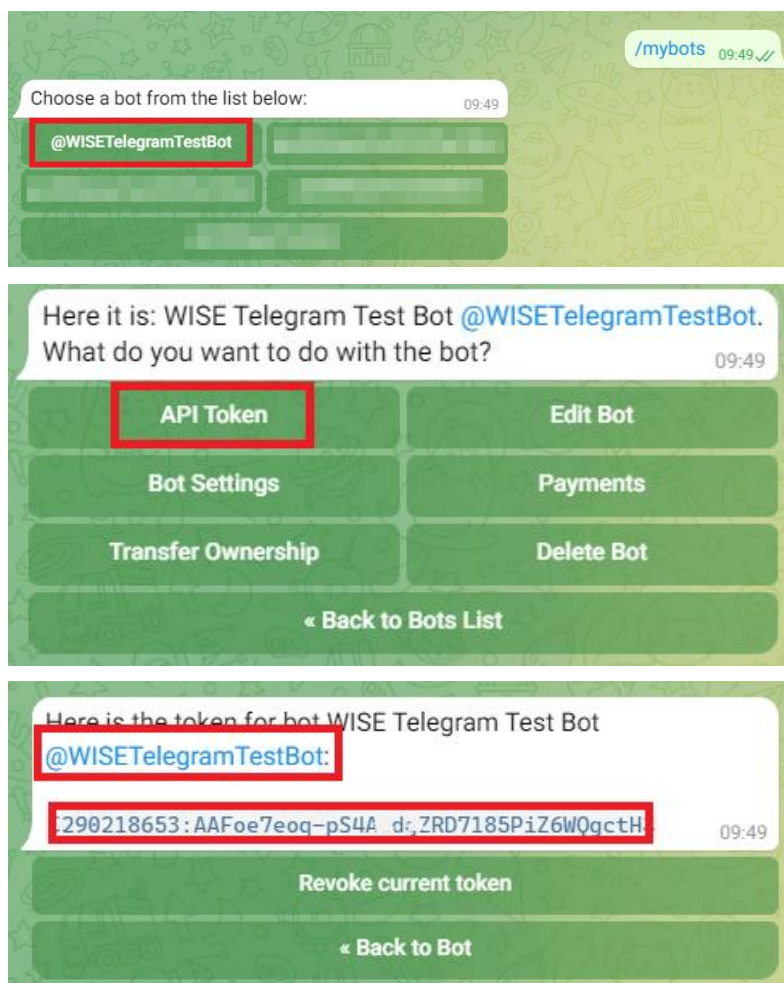 /mybots 09:49
Choose a bot from the list below: 09:49
@WISETelegramTestBot
Here it is: WISE Telegram Test Bot @WISETelegramTestBot.
What do you want to do with the bot? 09:49
API Token Edit Bot
Bot Settings Payments
Transfer Ownership Delete Bot
« Back to Bots List
Here is the token for bot WISE Telegram Test Bot
@WISETelegramTestBot:
09:49
Revoke current token
« Back to Bot